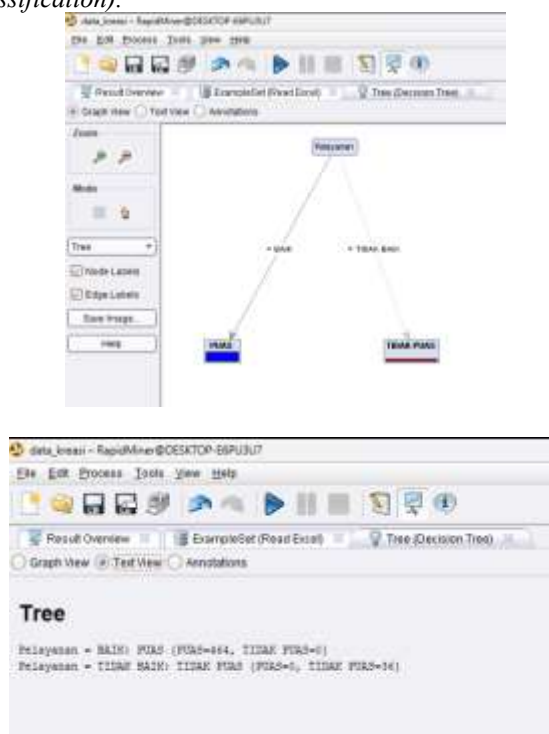 ssification).
data_kreasi – RapidMiner@DESKTOP-E6PU3U7
File Edit Process Tools View Help
Result Overview ExampleSet (Read Excel) Tree (Decision Tree)
Graph View Text View Annotations
Zoom
Pelayanan
Mode
= BAIK = TIDAK BAIK
Tree
Node Labels
Edge Labels
Save Image...
Help
PUAS TIDAK PUAS
data_kreasi – RapidMiner@DESKTOP-E6PU3U7
File Edit Process Tools View Help
Result Overview ExampleSet (Read Excel) Tree (Decision Tree)
Graph View Text View Annotations
Tree
Pelayanan = BAIK: PUAS {PUAS=464, TIDAK PUAS=0}
Pelayanan = TIDAK BAIK: TIDAK PUAS {PUAS=0, TIDAK PUAS=36}